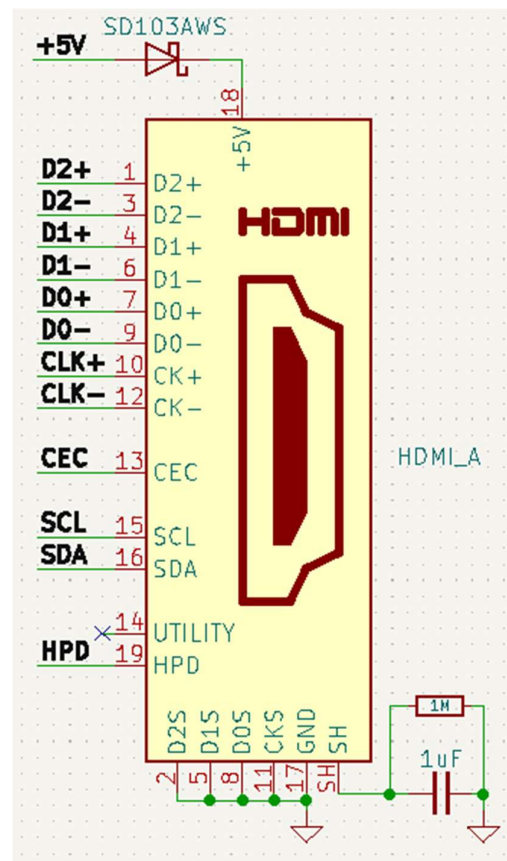 SD103AWS
+5V
18
+5V
D2+ 1 D2+
D2- 3 D2-
HDMI
D1+ 4 D1+
D1- 6 D1-
D0+ 7 D0+
D0- 9 D0-
CLK+ 10 CK+
CLK- 12 CK-
CEC 13 CEC
HDMI_A
SCL 15 SCL
SDA 16 SDA
14 UTILITY
HPD 19 HPD
D2S D1S D0S CKS GND SH
2 5 8 11 17 SH
1M
1uF